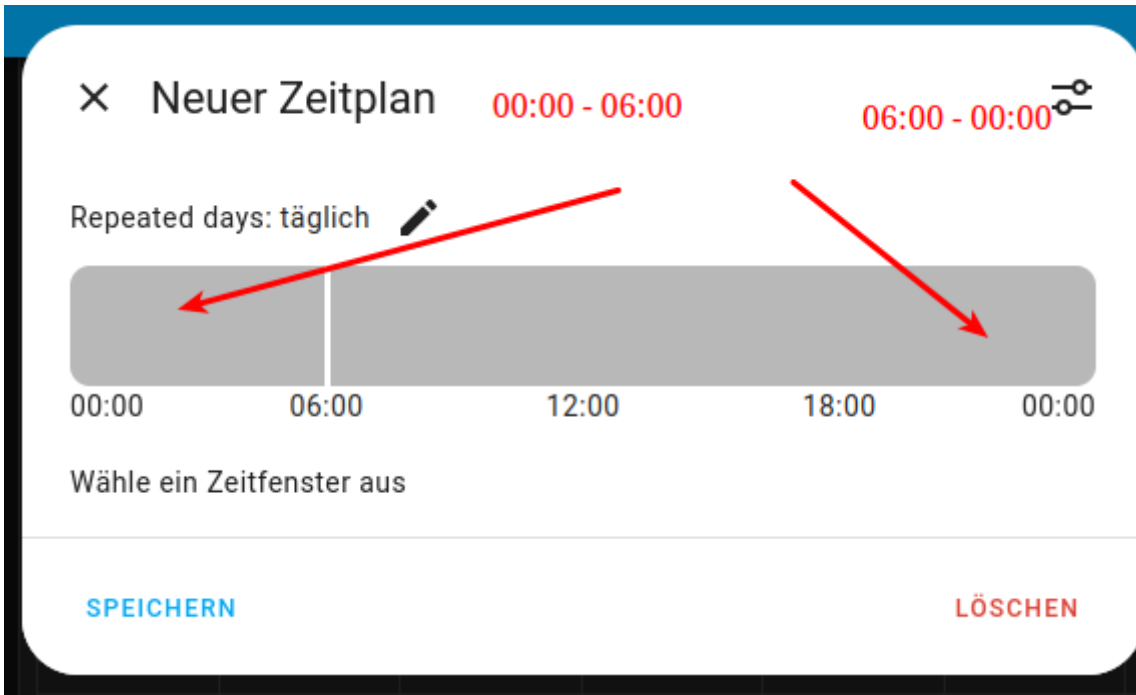 Neuer Zeitplan 00:00 - 06:00 06:00 - 00:00
Repeated days: täglich
00:00 06:00 12:00 18:00 00:00
Wähle ein Zeitfenster aus
SPEICHERN LÖSCHEN